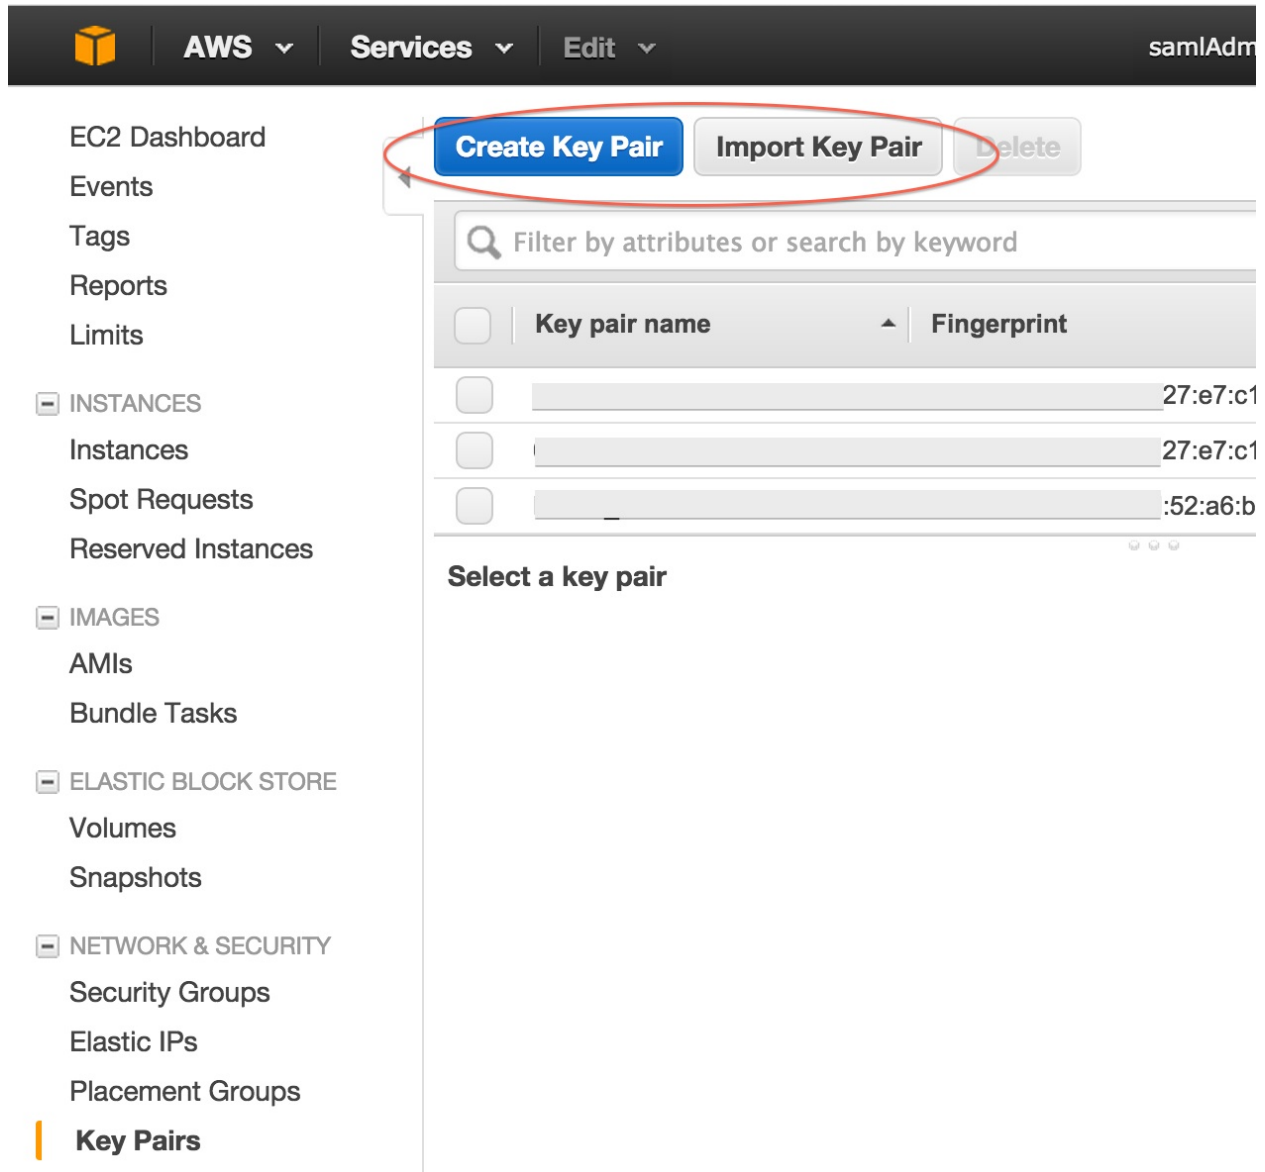 AWS Services Edit samlAdm
EC2 Dashboard
Events
Tags
Reports
Limits
INSTANCES
Instances
Spot Requests
Reserved Instances
IMAGES
AMIs
Bundle Tasks
ELASTIC BLOCK STORE
Volumes
Snapshots
NETWORK & SECURITY
Security Groups
Elastic IPs
Placement Groups
Key Pairs
Create Key Pair Import Key Pair Delete
Filter by attributes or search by keyword
Key pair name Fingerprint
27:e7:c1
27:e7:c1
:52:a6:b
Select a key pair